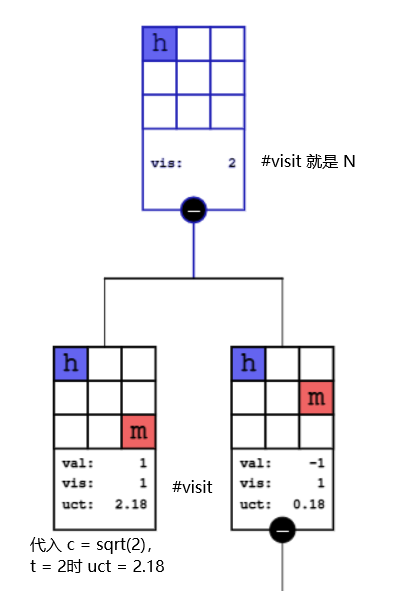 h
vis: 2
#visit 就是 N
h
m
val: 1
vis: 1
uct: 2.18
#visit
h
m
val: -1
vis: 1
uct: 0.18
代入 c = sqrt(2),
t = 2时 uct = 2.18